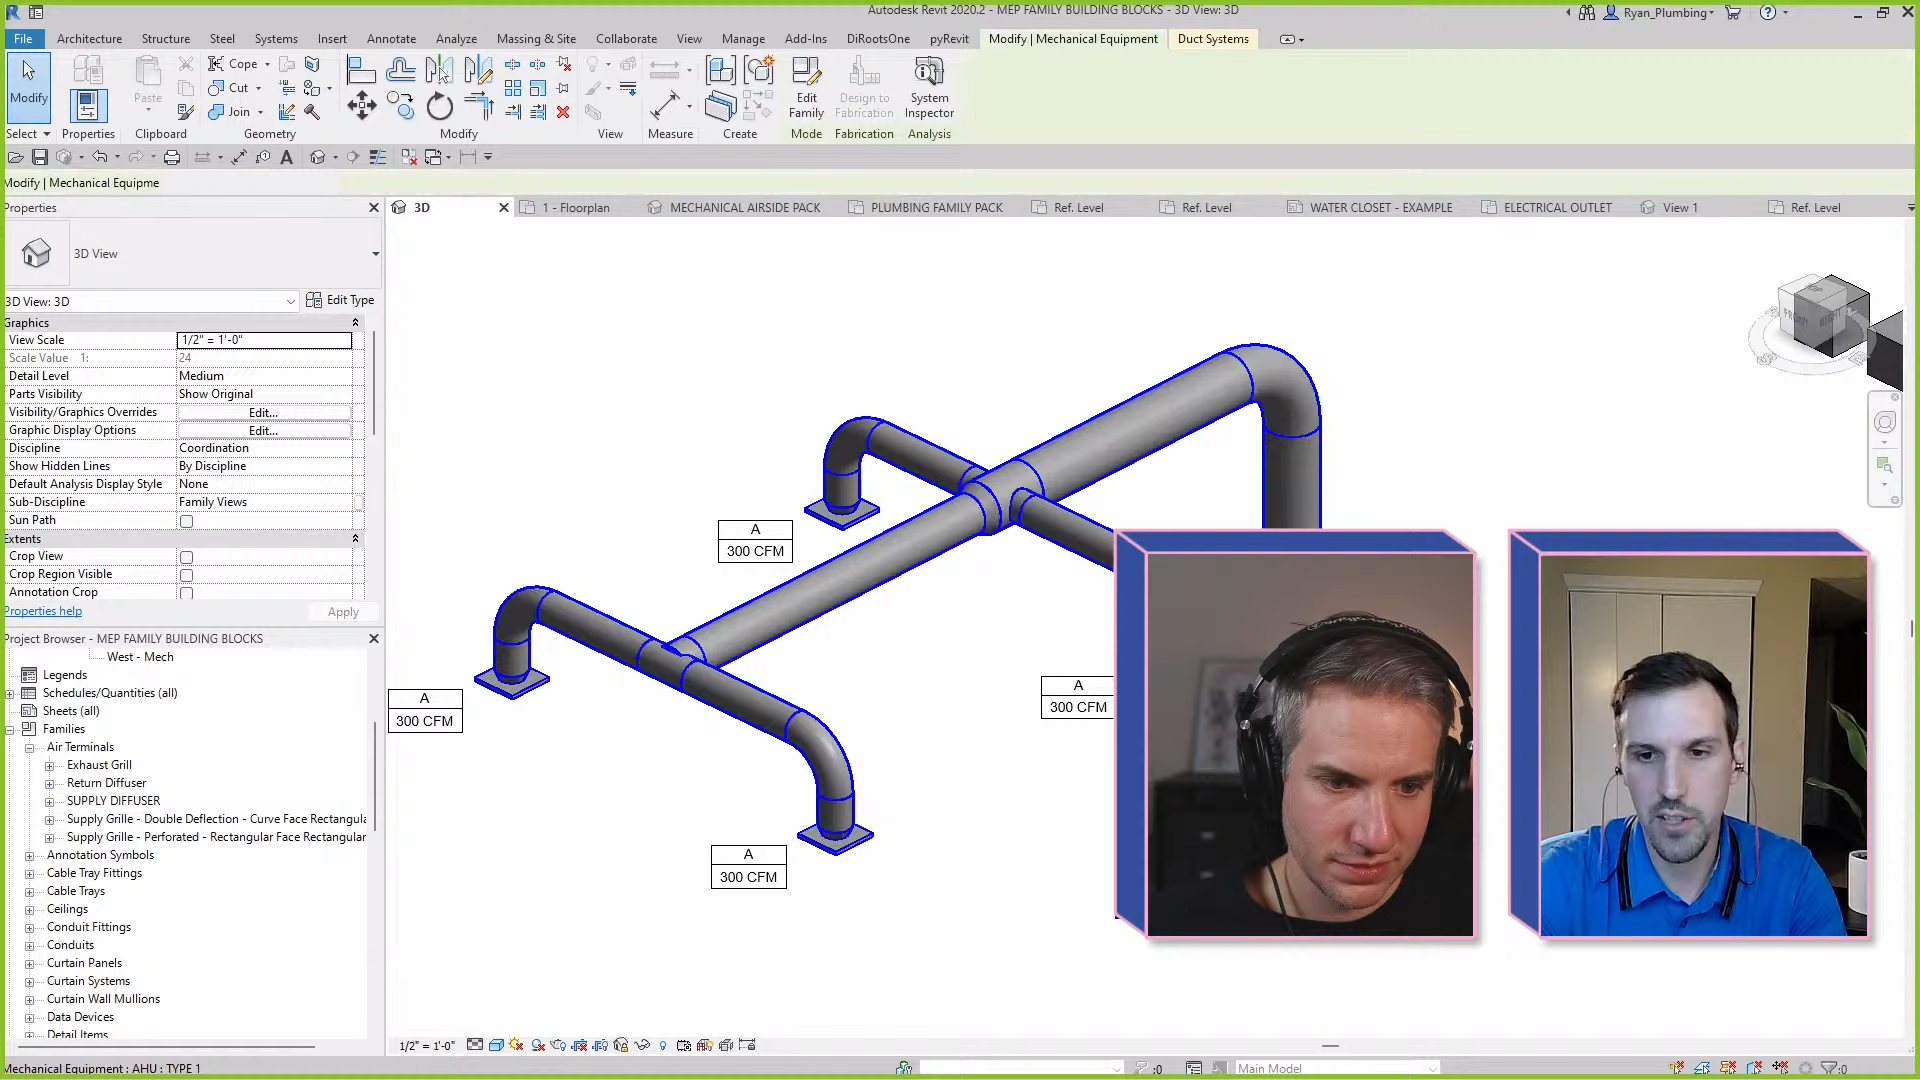 Autodesk Revit 2020.2 - MEP FAMILY BUILDING BLOCKS - 3D View: 3D
Ryan_Plumbing
File Architecture Structure Steel Systems Insert Annotate Analyze Massing & Site Collaborate View Manage Add-Ins DiRootsOne pyRevit Modify | Mechanical Equipment Duct Systems
Modify
Paste
Cope
Cut
Join
Edit Family
Design to Fabrication
System Inspector
Select Properties Clipboard Geometry Modify View Measure Create Mode Fabrication Analysis
Modify | Mechanical Equipme
Properties
3D
1 - Floorplan
MECHANICAL AIRSIDE PACK
PLUMBING FAMILY PACK
Ref. Level
Ref. Level
WATER CLOSET - EXAMPLE
ELECTRICAL OUTLET
View 1
Ref. Level
3D View
3D View: 3D
Edit Type
Graphics
View Scale 1/2" = 1'-0"
Scale Value 1: 24
Detail Level Medium
Parts Visibility Show Original
Visibility/Graphics Overrides Edit...
Graphic Display Options Edit...
Discipline Coordination
Show Hidden Lines By Discipline
Default Analysis Display Style None
Sub-Discipline Family Views
Sun Path
Extents
Crop View
Crop Region Visible
Annotation Crop
Properties help
Apply
Project Browser - MEP FAMILY BUILDING BLOCKS
West - Mech
Legends
Schedules/Quantities (all)
Sheets (all)
Families
Air Terminals
Exhaust Grill
Return Diffuser
SUPPLY DIFFUSER
Supply Grille - Double Deflection - Curve Face Rectangula
Supply Grille - Perforated - Rectangular Face Rectangular
Annotation Symbols
Cable Tray Fittings
Cable Trays
Ceilings
Conduit Fittings
Conduits
Curtain Panels
Curtain Systems
Curtain Wall Mullions
Data Devices
Detail Items
A
300 CFM
A
300 CFM
A
300 CFM
A
300 CFM
FRONT
RIGHT
1/2" = 1'-0"
Mechanical Equipment : AHU : TYPE 1
:0
Main Model
:0